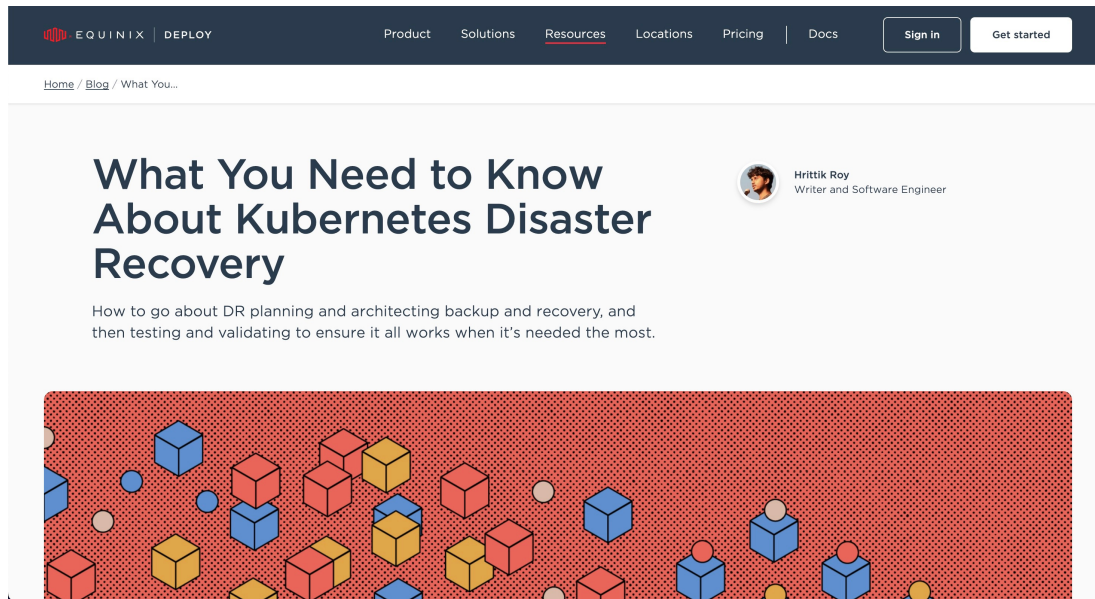 EQUINIX | DEPLOY
Product Solutions Resources Locations Pricing | Docs Sign in Get started
Home / Blog / What You...
What You Need to Know
About Kubernetes Disaster
Recovery
Hrittik Roy
Writer and Software Engineer
How to go about DR planning and architecting backup and recovery, and
then testing and validating to ensure it all works when it’s needed the most.